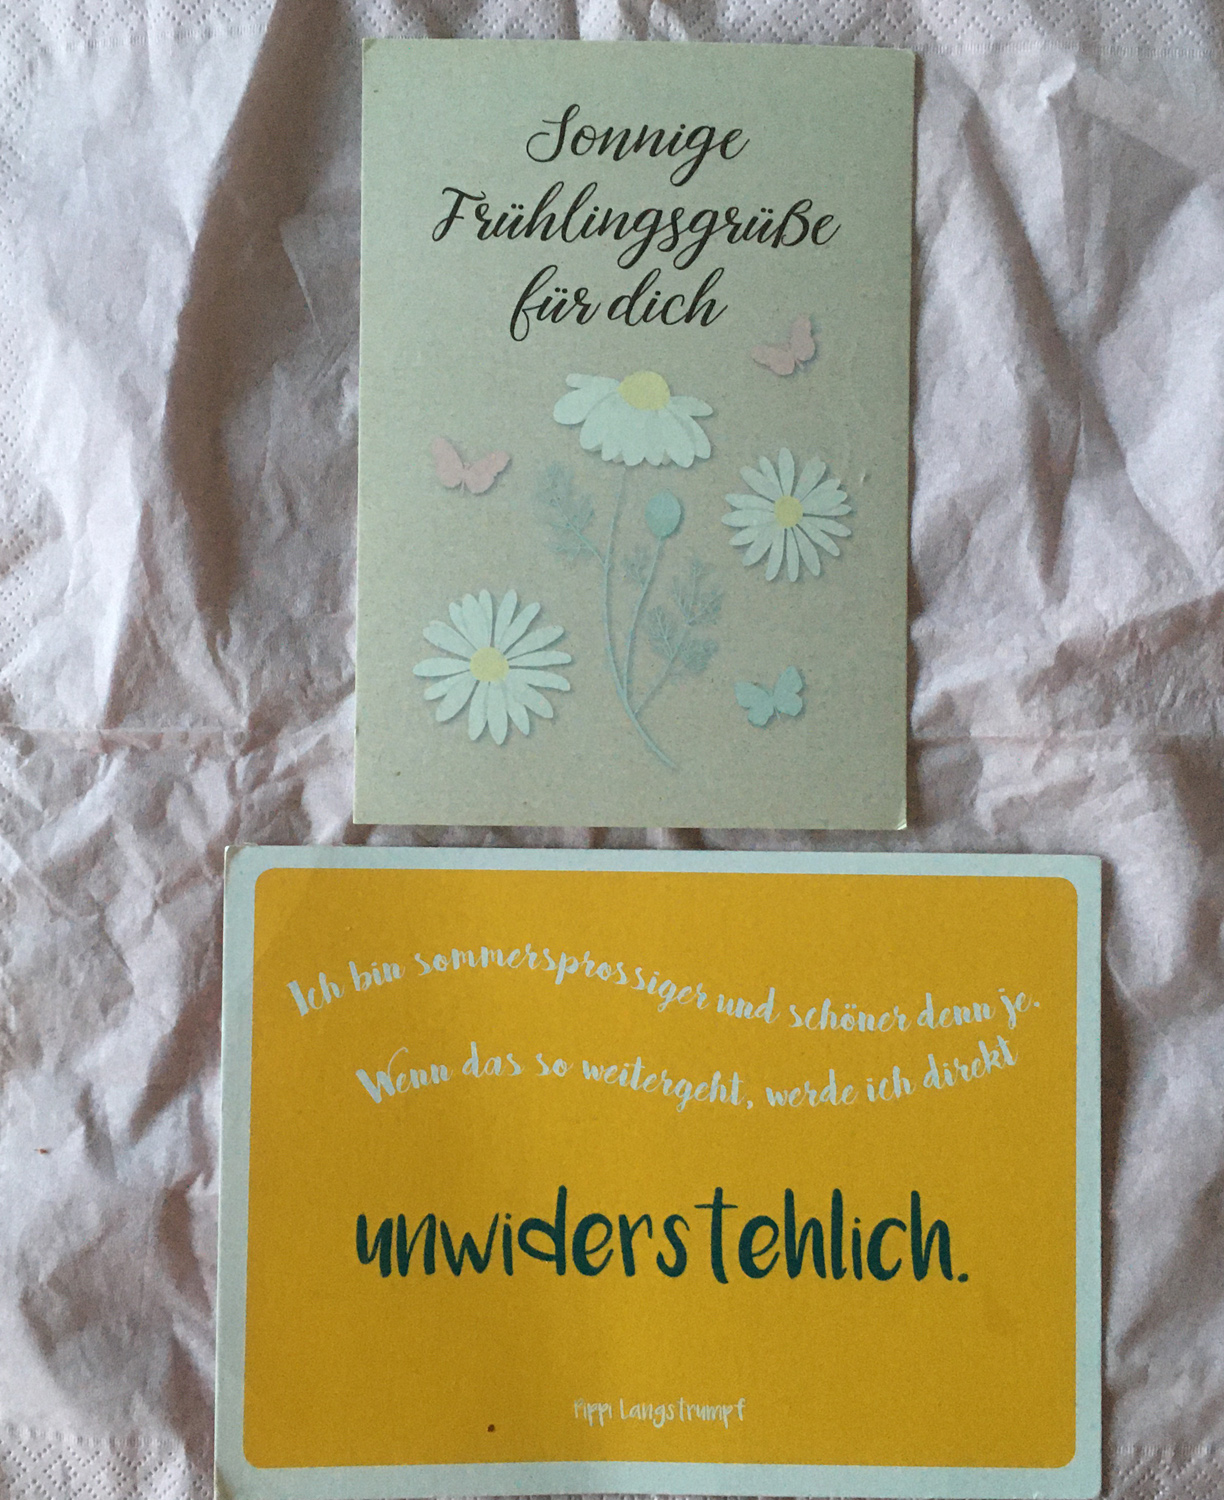 Sonnige
Frühlingsgrüße
für dich
Ich bin sommersprossiger und schöner denn je.
Wenn das so weitergeht, werde ich direkt
unwiderstehlich.
Pippi Langstrumpf